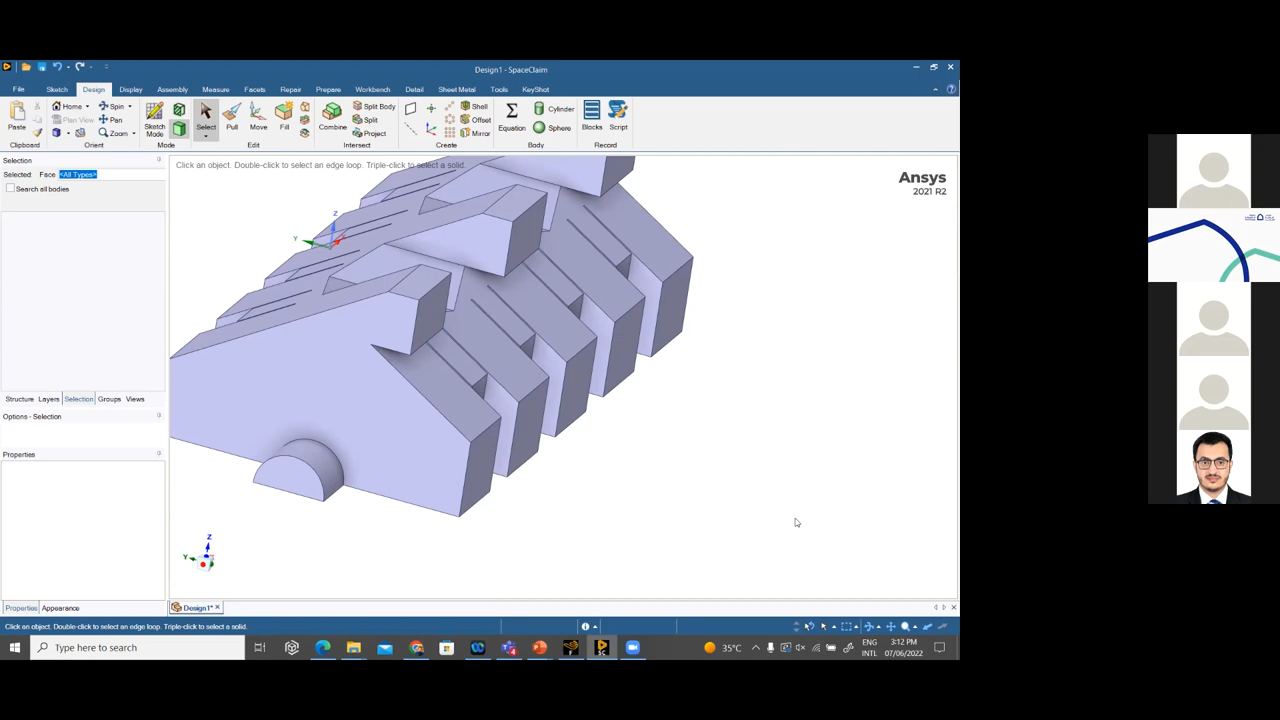 Design1 - SpaceClaim
File Sketch Design Display Assembly Measure Facets Repair Prepare Workbench Detail Sheet Metal Tools KeyShot
Home Spin
Plan View Pan
Zoom
Paste
Sketch Mode
Select Pull Move Fill
Combine
Split Body
Split
Project
Shell
Offset
Mirror
Equation
Cylinder
Sphere
Blocks Script
Clipboard Orient Mode Edit Intersect Create Body Record
Selection
Selected: Face <All Types>
Search all bodies
Click an object. Double-click to select an edge loop. Triple-click to select a solid.
Ansys
2021 R2
Z
Y
Structure Layers Selection Groups Views
Options - Selection
Properties
Z
Y
Properties Appearance
Design1*
Click an object. Double-click to select an edge loop. Triple-click to select a solid.
Type here to search
35°C
ENG
INTL
3:12 PM
07/06/2022